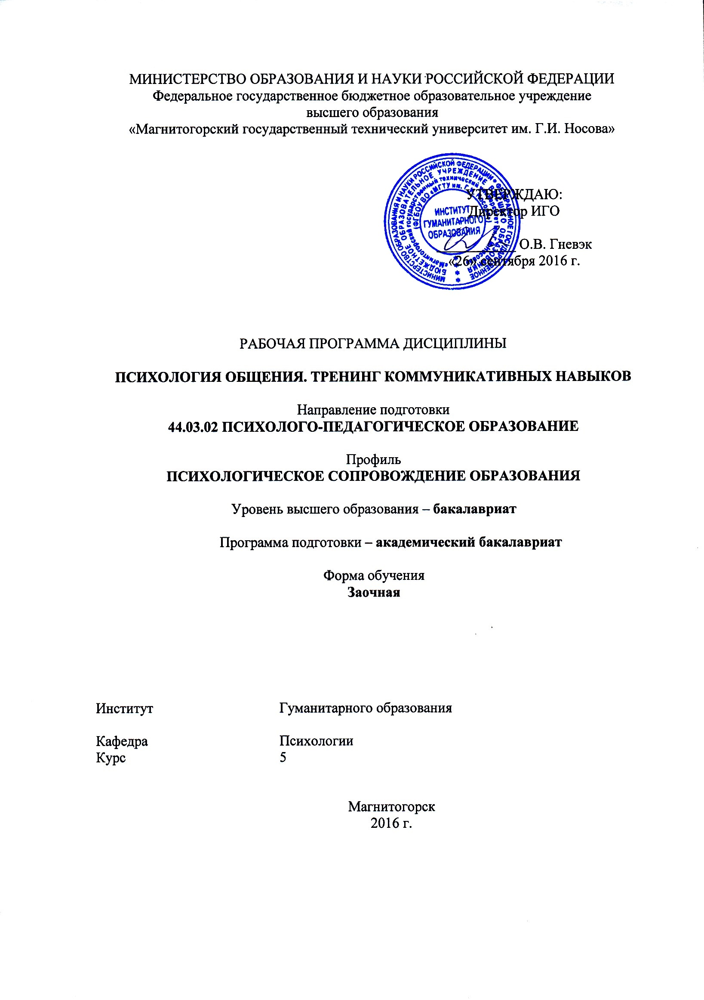 МИНИСТЕРСТВО ОБРАЗОВАНИЯ И НАУКИ РОССИЙСКОЙ ФЕДЕРАЦИИ
Федеральное государственное бюджетное образовательное учреждение
высшего образования
«Магнитогорский государственный технический университет им. Г.И. Носова»
МИНИСТЕРСТВО ОБРАЗОВАНИЯ И НАУКИ РОССИЙСКОЙ ФЕДЕРАЦИИ * ФЕДЕРАЛЬНОЕ ГОСУДАРСТВЕННОЕ
БЮДЖЕТНОЕ ОБРАЗОВАТЕЛЬНОЕ УЧРЕЖДЕНИЕ ВЫСШЕГО ОБРАЗОВАНИЯ
«Магнитогорский государственный технический университет им. Г.И. Носова»
(ФГБОУ ВО «МГТУ им. Г.И. Носова»)
ИНСТИТУТ
ГУМАНИТАРНОГО
ОБРАЗОВАНИЯ
УТВЕРЖДАЮ:
Директор ИГО
О.В. Гневэк
«26» сентября 2016 г.
РАБОЧАЯ ПРОГРАММА ДИСЦИПЛИНЫ
ПСИХОЛОГИЯ ОБЩЕНИЯ. ТРЕНИНГ КОММУНИКАТИВНЫХ НАВЫКОВ
Направление подготовки
44.03.02 ПСИХОЛОГО-ПЕДАГОГИЧЕСКОЕ ОБРАЗОВАНИЕ
Профиль
ПСИХОЛОГИЧЕСКОЕ СОПРОВОЖДЕНИЕ ОБРАЗОВАНИЯ
Уровень высшего образования – бакалавриат
Программа подготовки – академический бакалавриат
Форма обучения
Заочная
Институт Гуманитарного образования
Кафедра Психологии
Курс 5
Магнитогорск
2016 г.